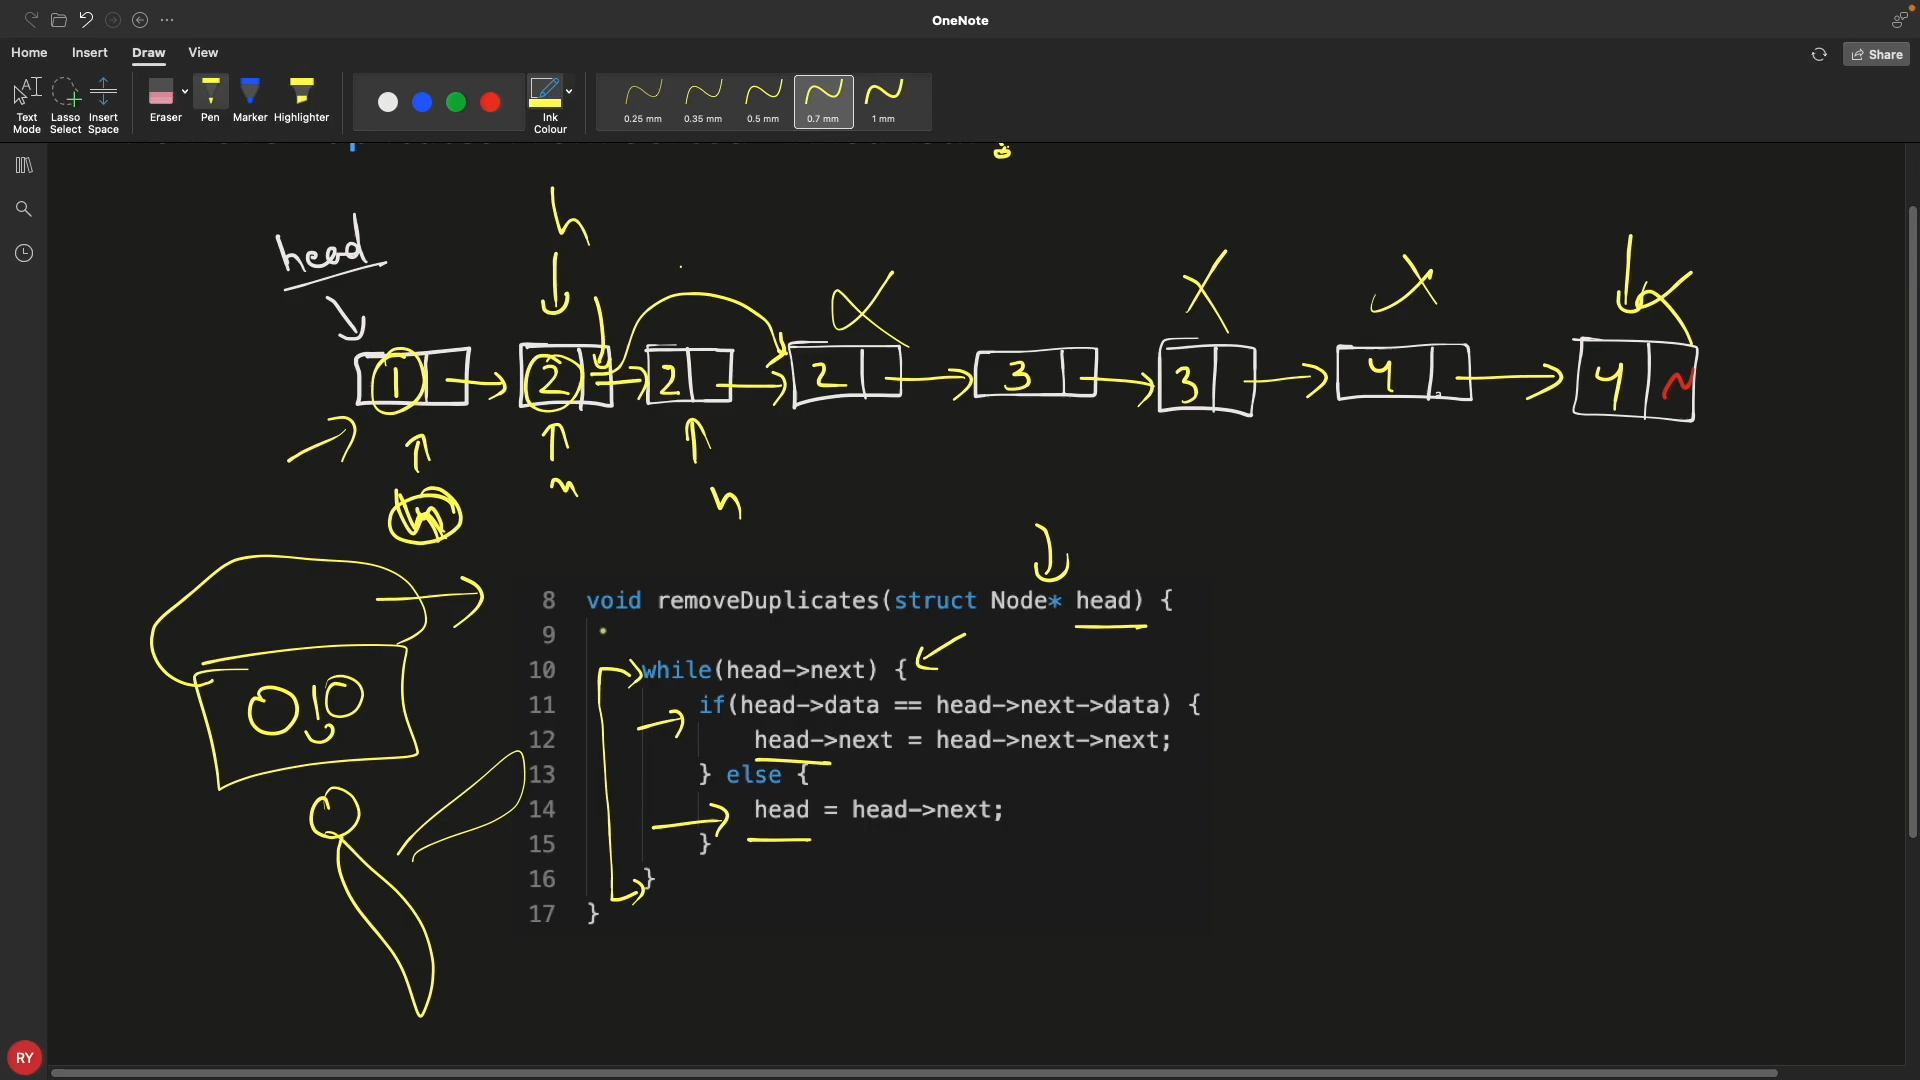 OneNote
Home Insert Draw View
Share
Text Mode
Lasso Select
Insert Space
Eraser
Pen
Marker
Highlighter
Ink Colour
0.25 mm
0.35 mm
0.5 mm
0.7 mm
1 mm
h
head
1 2 2 2 3 3 4 4 N
n
h
8 void removeDuplicates(struct Node* head) {
9
10 while(head->next) {
11 if(head->data == head->next->data) {
12 head->next = head->next->next;
13 } else {
14 head = head->next;
15 }
16 }
17 }
010
RY